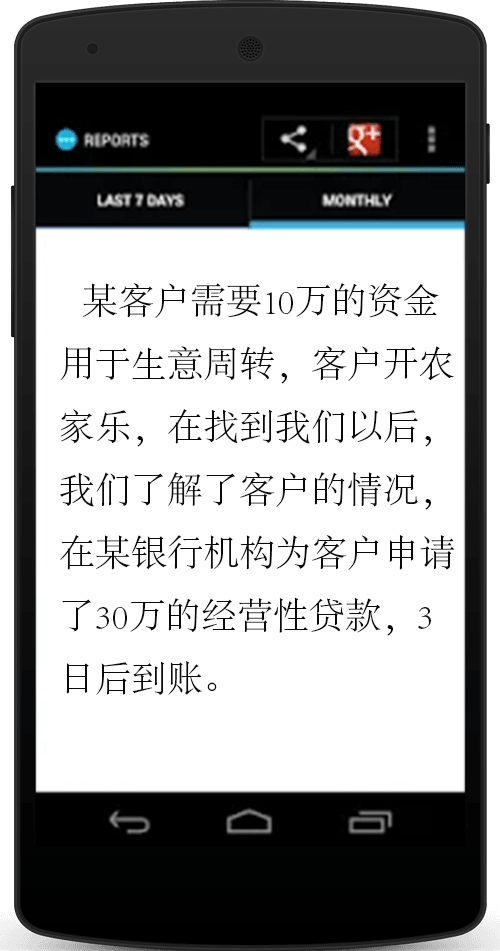 REPORTS
g+
LAST 7 DAYS
MONTHLY
某客户需要10万的资金
用于生意周转，客户开农
家乐，在找到我们以后，
我们了解了客户的情况，
在某银行机构为客户申请
了30万的经营性贷款，3
日后到账。